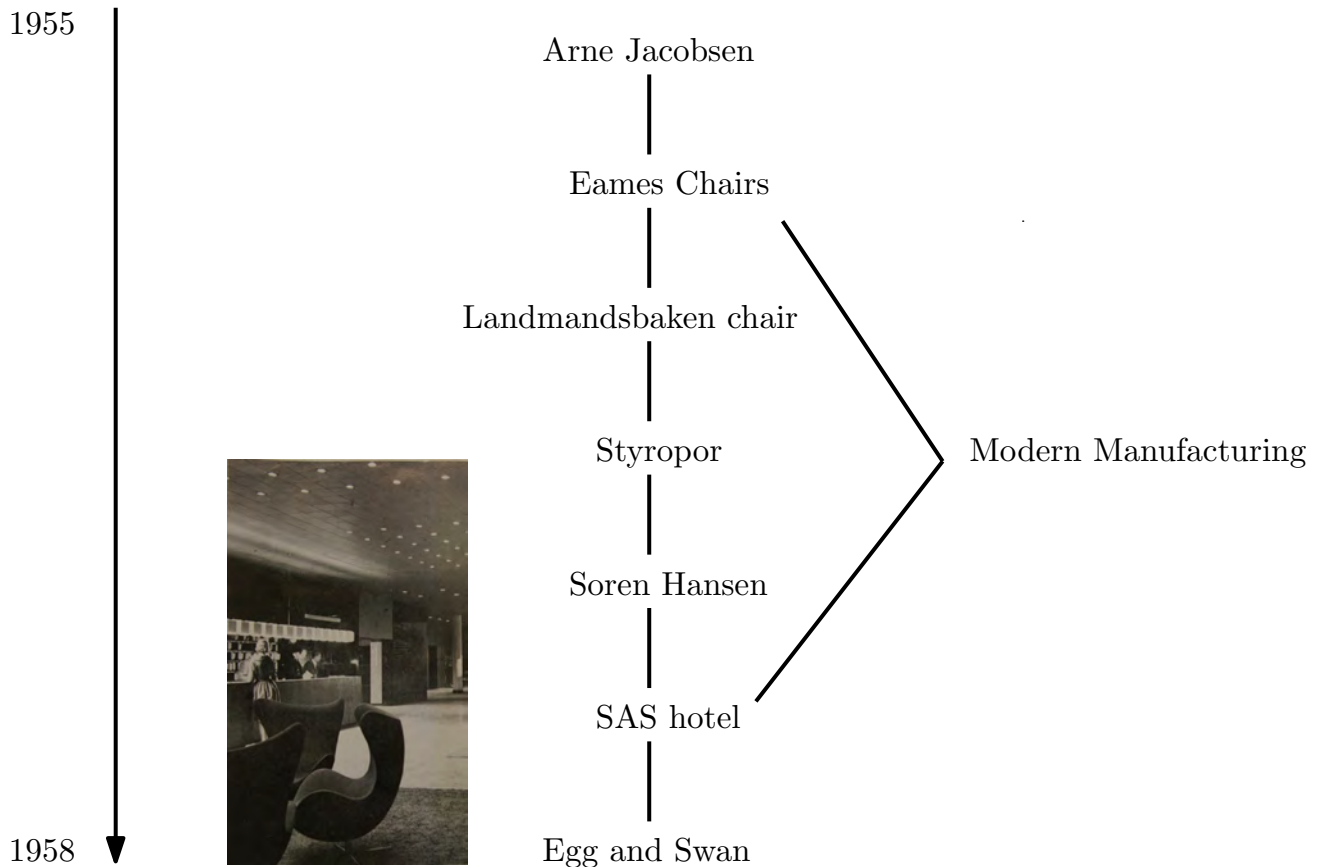 1955
Arne Jacobsen
Eames Chairs
Landmandsbaken chair
Styropor
Modern Manufacturing
Soren Hansen
SAS hotel
1958
Egg and Swan